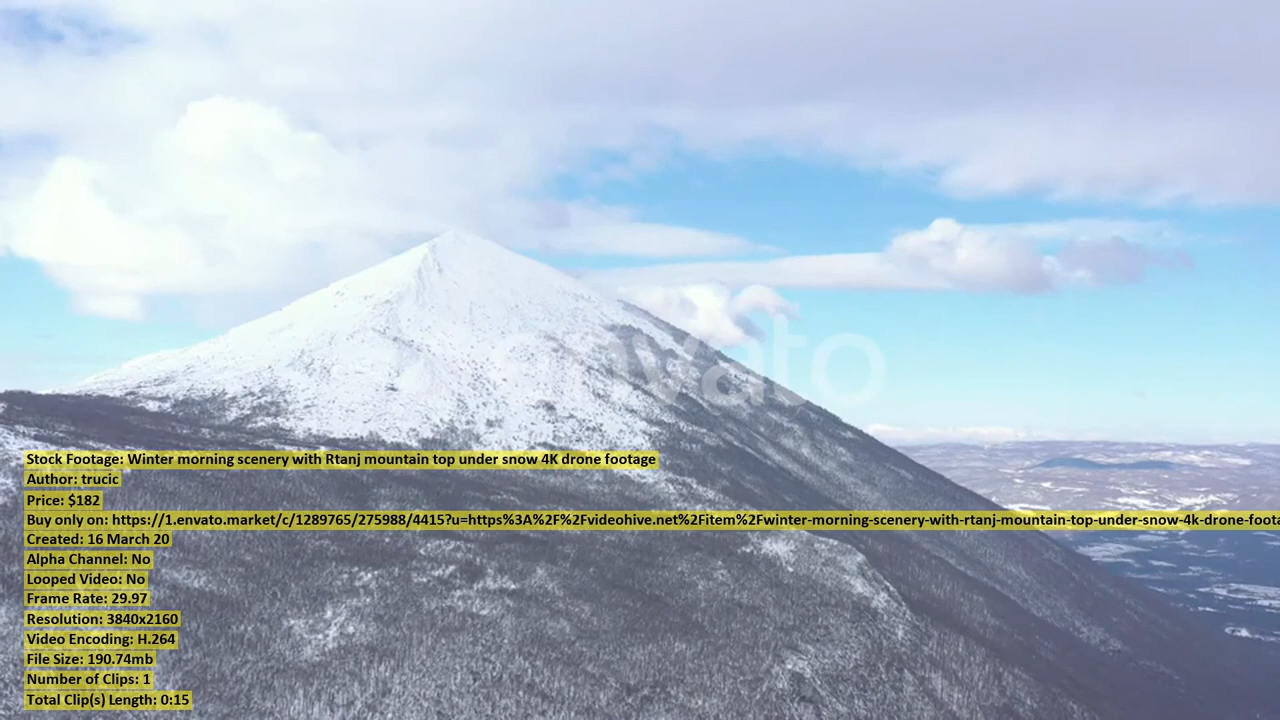 envato
Stock Footage: Winter morning scenery with Rtanj mountain top under snow 4K drone footage
Author: trucic
Price: $182
Buy only on: https://1.envato.market/c/1289765/275988/4415?u=https%3A%2F%2Fvideohive.net%2Fitem%2Fwinter-morning-scenery-with-rtanj-mountain-top-under-snow-4k-drone-foota
Created: 16 March 20
Alpha Channel: No
Looped Video: No
Frame Rate: 29.97
Resolution: 3840x2160
Video Encoding: H.264
File Size: 190.74mb
Number of Clips: 1
Total Clip(s) Length: 0:15